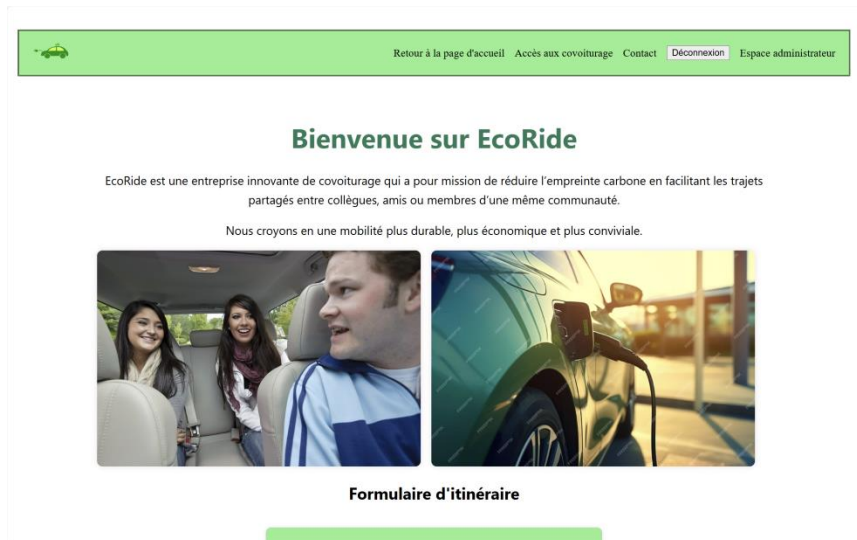 Retour à la page d'accueil Accès aux covoiturage Contact Déconnexion Espace administrateur
Bienvenue sur EcoRide
EcoRide est une entreprise innovante de covoiturage qui a pour mission de réduire l'empreinte carbone en facilitant les trajets
partagés entre collègues, amis ou membres d'une même communauté.
Nous croyons en une mobilité plus durable, plus économique et plus conviviale.
Formulaire d'itinéraire